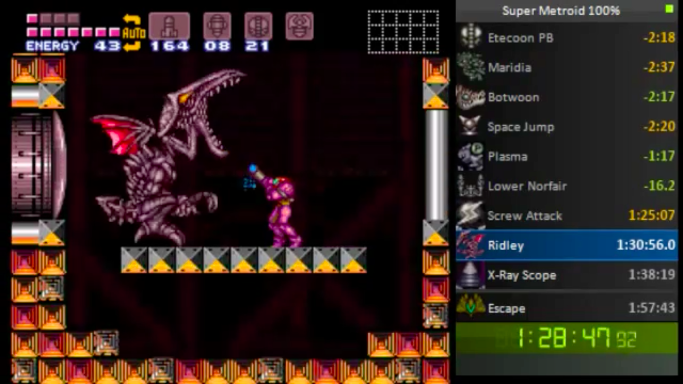 AUTO
ENERGY 43 164 08 21
Super Metroid 100%
Etecoon PB -2:18
Maridia -2:37
Botwoon -2:17
Space Jump -2:20
Plasma -1:17
Lower Norfair -16.2
Screw Attack 1:25:07
Ridley 1:30:56.0
X-Ray Scope 1:38:19
Escape 1:57:43
1:28:47 92